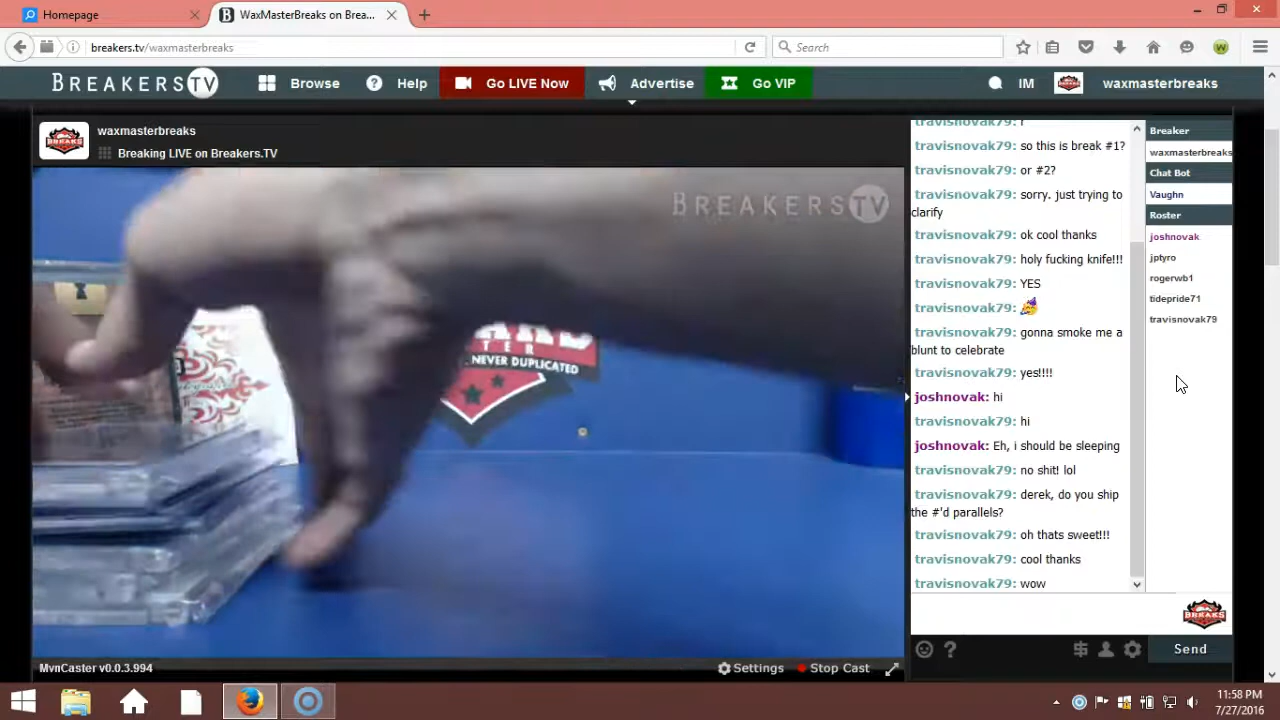 Homepage
WaxMasterBreaks on Brea...
breakers.tv/waxmasterbreaks
Search
BREAKERSTV
Browse
Help
Go LIVE Now
Advertise
Go VIP
IM
waxmasterbreaks
BREAKS
waxmasterbreaks
Breaking LIVE on Breakers.TV
BREAKERSTV
TER
NEVER DUPLICATED
MvnCaster v0.0.3.994
Settings
Stop Cast
travisnovak79: so this is break #1?
travisnovak79: or #2?
travisnovak79: sorry. just trying to
clarify
travisnovak79: ok cool thanks
travisnovak79: holy fucking knife!!!
travisnovak79: YES
travisnovak79: 🥳
travisnovak79: gonna smoke me a
blunt to celebrate
travisnovak79: yes!!!!
joshnovak: hi
travisnovak79: hi
joshnovak: Eh, i should be sleeping
travisnovak79: no shit! lol
travisnovak79: derek, do you ship
the #'d parallels?
travisnovak79: oh thats sweet!!!
travisnovak79: cool thanks
travisnovak79: wow
Breaker
waxmasterbreaks
Chat Bot
Vaughn
Roster
joshnovak
jptyro
rogerwb1
tidepride71
travisnovak79
BREAKS
Send
11:58 PM
7/27/2016